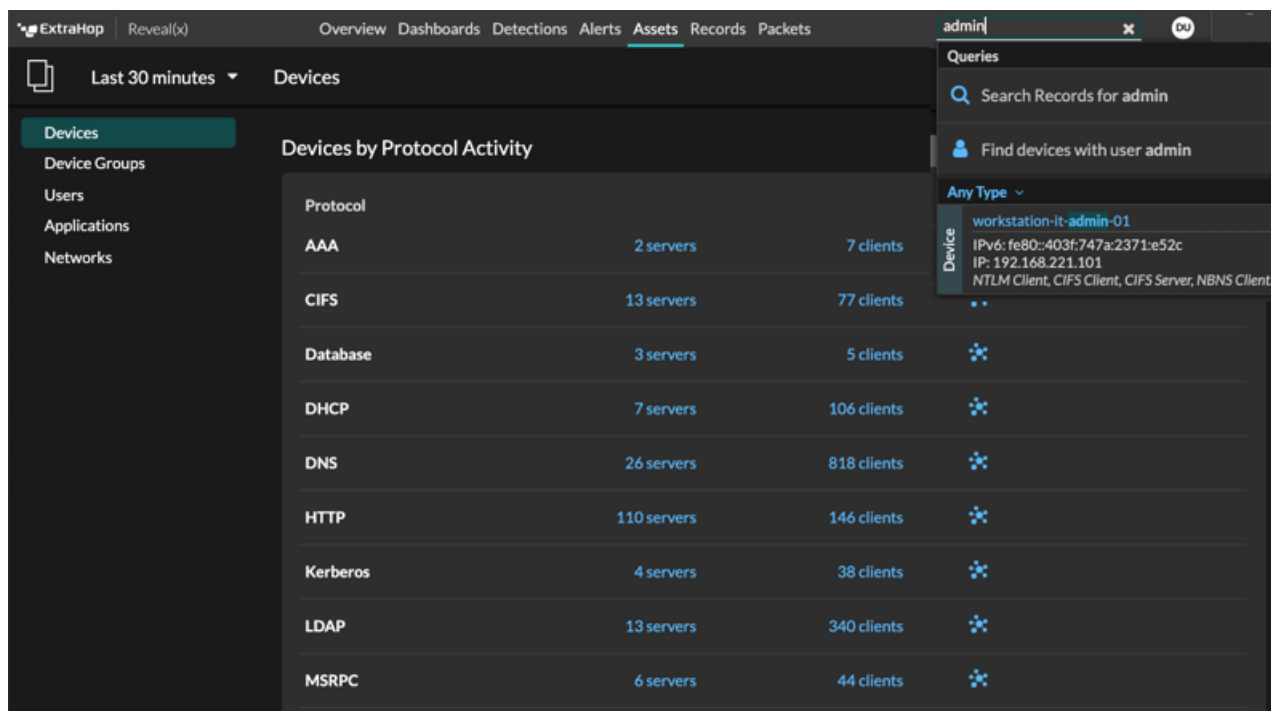 ExtraHop Reveal(x) Overview Dashboards Detections Alerts Assets Records Packets admin DU
Last 30 minutes Devices
Queries
Search Records for admin
Find devices with user admin
Any Type
Device
workstation-it-admin-01
IPv6: fe80::403f:747a:2371:e52c
IP: 192.168.221.101
NTLM Client, CIFS Client, CIFS Server, NBNS Client,
Devices
Device Groups
Users
Applications
Networks
Devices by Protocol Activity
Protocol
AAA 2 servers 7 clients
CIFS 13 servers 77 clients
Database 3 servers 5 clients
DHCP 7 servers 106 clients
DNS 26 servers 818 clients
HTTP 110 servers 146 clients
Kerberos 4 servers 38 clients
LDAP 13 servers 340 clients
MSRPC 6 servers 44 clients